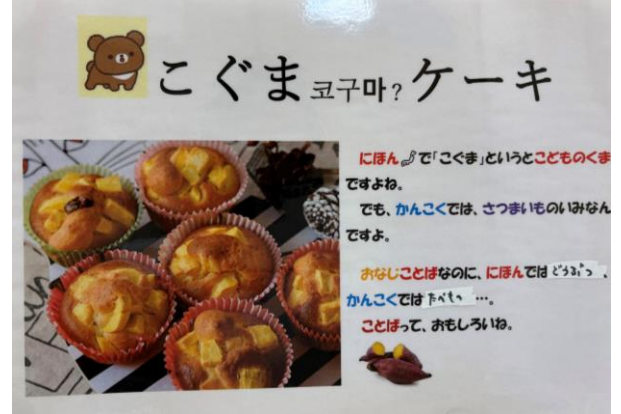 こぐま코구마?ケーキ
にほんで「こぐま」というとこどものくま
ですよね。
でも、かんこくでは、さつまいものいみなん
ですよ。
おなじことばなのに、にほんではどうぶつ、
かんこくではたべもの…。
ことばって、おもしろいね。